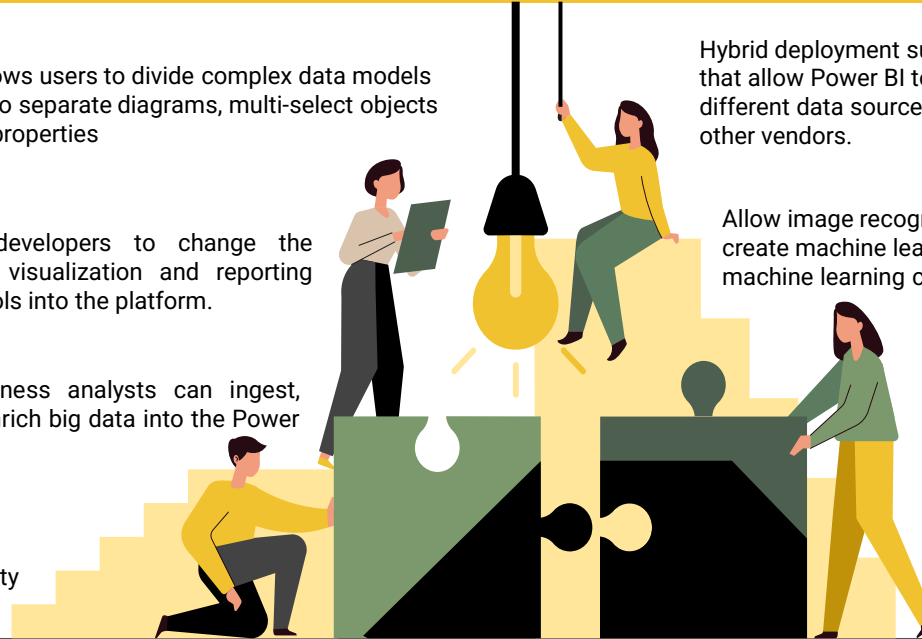 ows users to divide complex data models
o separate diagrams, multi-select objects
properties
developers to change the
visualization and reporting
ols into the platform.
ness analysts can ingest,
rich big data into the Power
ty
Hybrid deployment su
that allow Power BI to
different data source
other vendors.
Allow image recogn
create machine lea
machine learning o